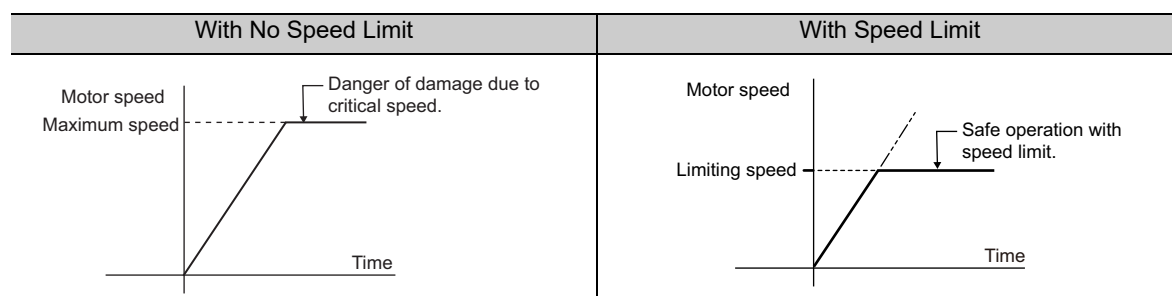 With No Speed Limit
With Speed Limit
Motor speed
Maximum speed
Danger of damage due to
critical speed.
Time
Motor speed
Limiting speed
Safe operation with
speed limit.
Time